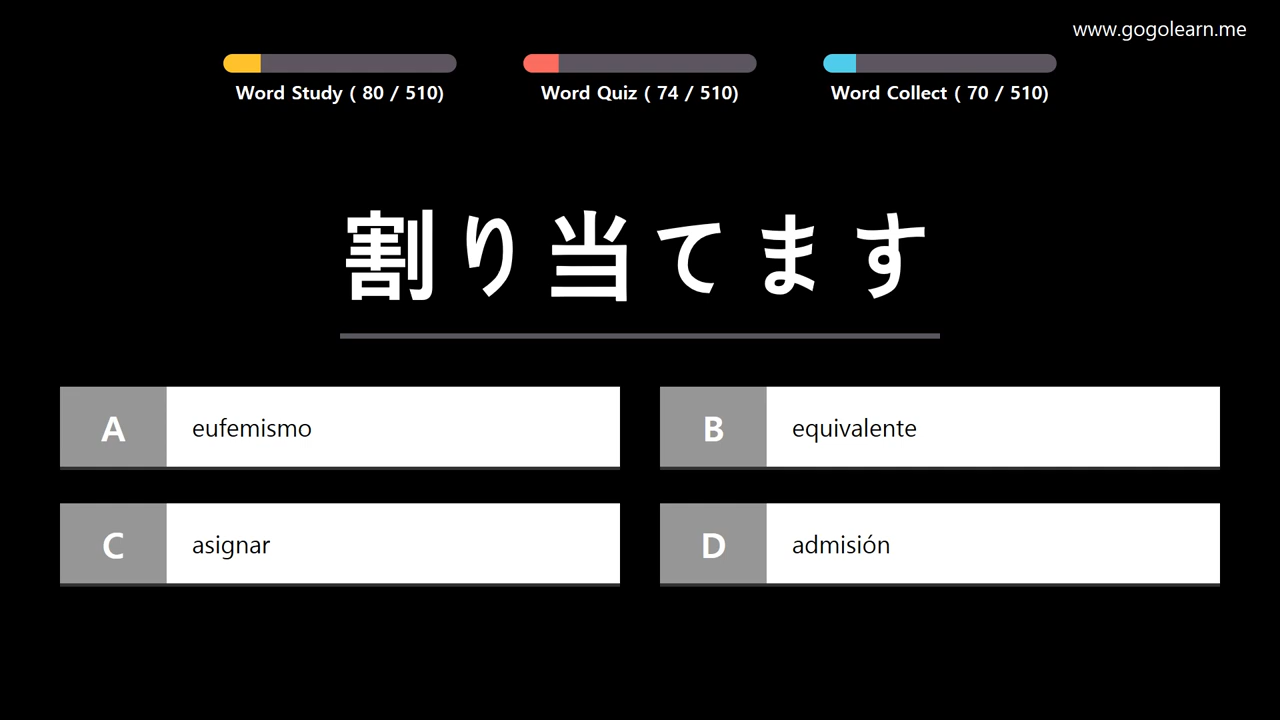 www.gogolearn.me
Word Study ( 80 / 510)
Word Quiz ( 74 / 510)
Word Collect ( 70 / 510)
割り当てます
A eufemismo
B equivalente
C asignar
D admisión